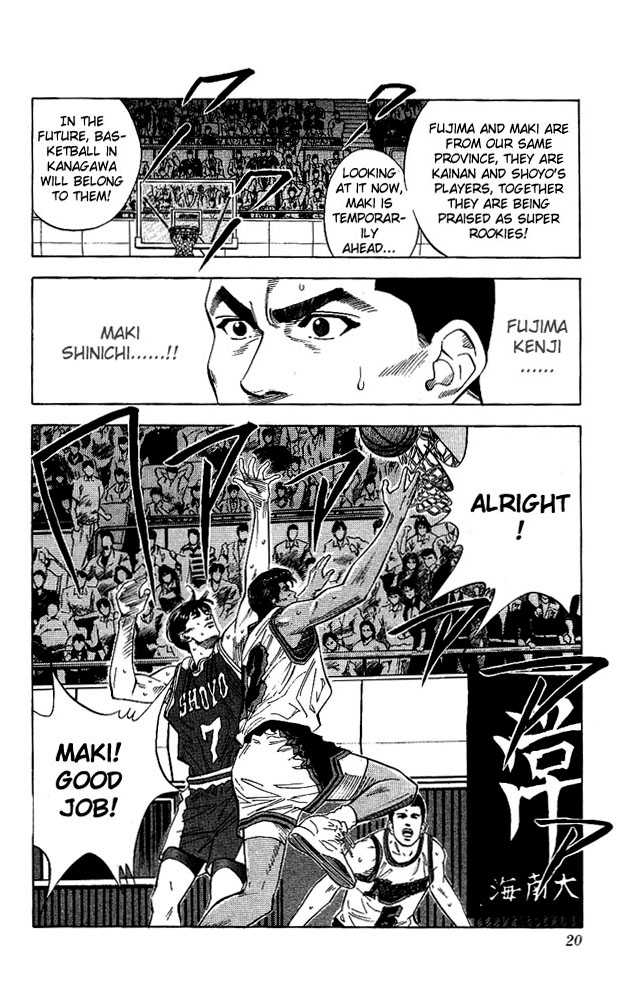 FUJIMA AND MAKI ARE
FROM OUR SAME
PROVINCE, THEY ARE
KAINAN AND SHOYO'S
PLAYERS, TOGETHER
THEY ARE BEING
PRAISED AS SUPER
ROOKIES!
LOOKING
AT IT NOW,
MAKI IS
TEMPORAR-
ILY
AHEAD...
IN THE
FUTURE, BAS-
KETBALL IN
KANAGAWA
WILL BELONG
TO THEM!
FUJIMA
KENJI
......
MAKI
SHINICHI......!!
ALRIGHT
!
MAKI!
GOOD
JOB!
SHOYO
7
海南大
20